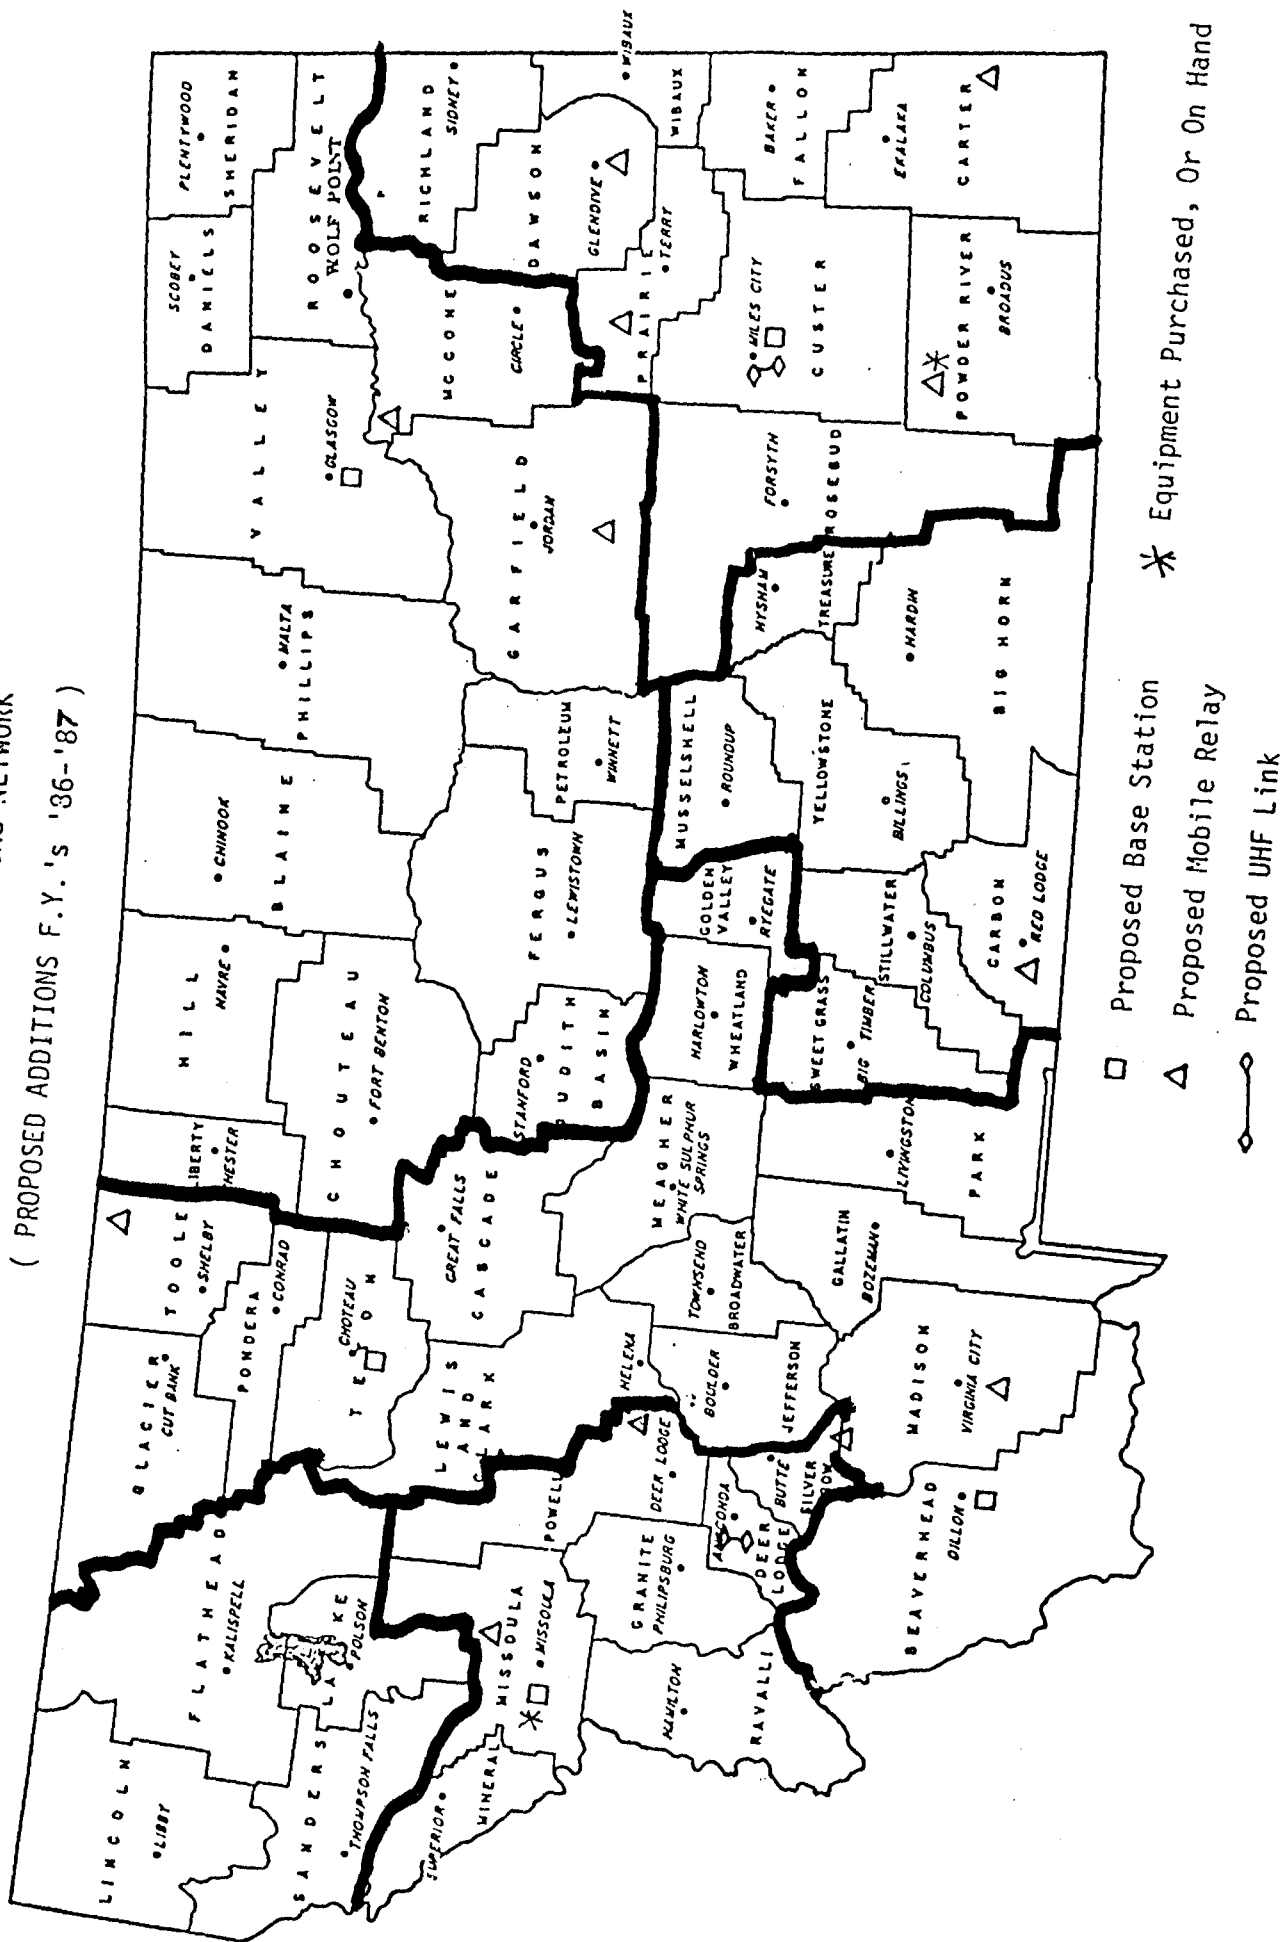 NETWORK
( PROPOSED ADDITIONS F.Y.'s '86-'87 )
LINCOLN
LIBBY
FLATHEAD
KALISPELL
GLACIER
CUT BANK
TOOLE
SHELBY
LIBERTY
HESTER
HILL
HAVRE
BLAINE
CHINOOK
PHILLIPS
MALTA
VALLEY
GLASGOW
DANIELS
SCOBEY
SHERIDAN
PLENTYWOOD
ROOSEVELT
WOLF POINT
P
RICHLAND
SIDNEY
SANDERS
THOMPSON FALLS
LA KE
POLSON
PONDERA
CONRAD
TETON
CHOTEAU
CHOUTEAU
FORT BENTON
CASCADE
GREAT FALLS
LEWIS
AND
CLARK
HELENA
JUDITH
BASIN
STANFORD
FERGUS
LEWISTOWN
PETROLEUM
WINNETT
GARFIELD
JORDAN
MCCONE
CIRCLE
DAWSON
GLENDIVE
PRAIRIE
TERRY
WIBAUX
WIBAUX
MINERAL
SUPERIOR
MISSOULA
MISSOULA
POWELL
DEER LODGE
GRANITE
PHILIPSBURG
RAVALLI
HAMILTON
DEER
LODGE
ANACONDA
SILVER
BOW
BUTTE
JEFFERSON
BOULDER
BROADWATER
TOWNSEND
MEAGHER
WHITE SULPHUR
SPRINGS
WHEATLAND
HARLOWTON
GOLDEN
VALLEY
RYEGATE
MUSSELSHELL
ROUNDUP
TREASURE
HYSHAM
ROSEBUD
FORSYTH
CUSTER
MILES CITY
FALLON
BAKER
BEAVERHEAD
DILLON
MADISON
VIRGINIA CITY
GALLATIN
BOZEMAN
PARK
LIVINGSTON
SWEET GRASS
BIG TIMBER
STILLWATER
COLUMBUS
CARBON
RED LODGE
YELLOWSTONE
BILLINGS
BIG HORN
HARDIN
POWDER RIVER
BROADUS
CARTER
EKALAKA
Proposed Base Station
Proposed Mobile Relay
Proposed UHF Link
Equipment Purchased, Or On Hand